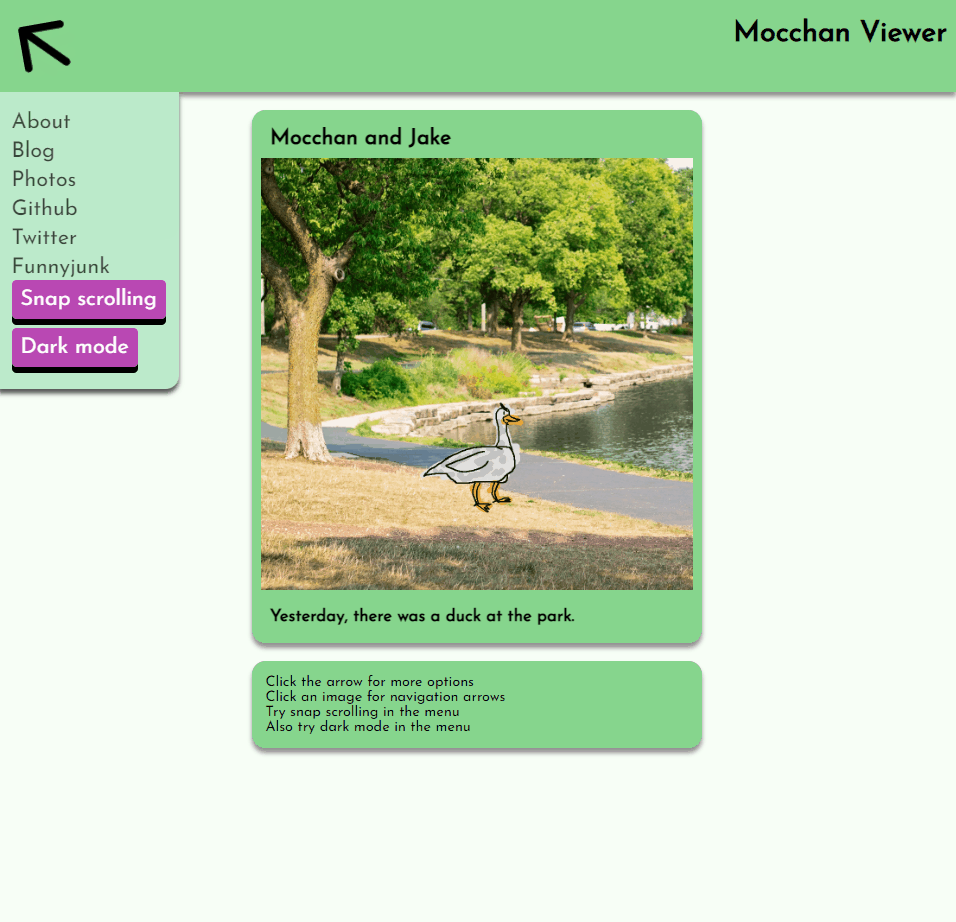 Mocchan Viewer
About
Blog
Photos
Github
Twitter
Funnyjunk
Snap scrolling
Dark mode
Mocchan and Jake
Yesterday, there was a duck at the park.
Click the arrow for more options
Click an image for navigation arrows
Try snap scrolling in the menu
Also try dark mode in the menu